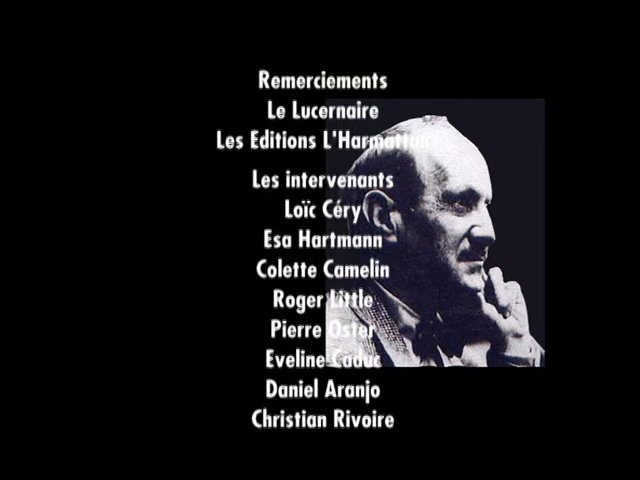 Remerciements
Le Lucernaire
Les Editions L'Harmattan
Les intervenants
Loïc Céry
Esa Hartmann
Colette Camelin
Roger Little
Pierre Oster
Eveline Caduc
Daniel Aranjo
Christian Rivoire